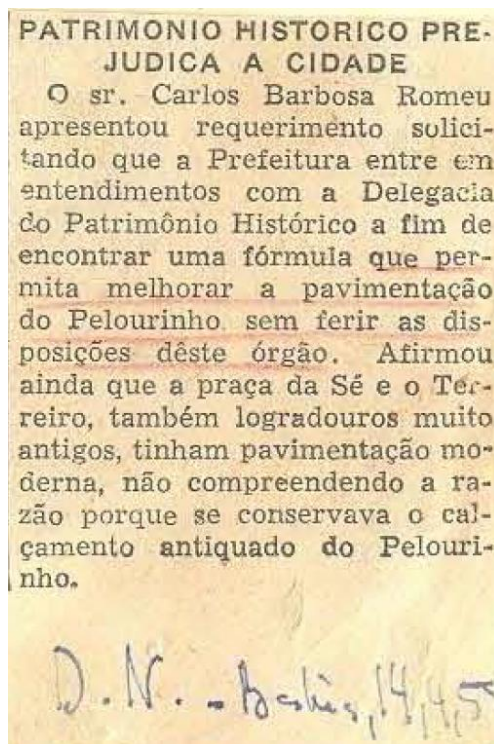 PATRIMONIO HISTORICO PRE-
JUDICA A CIDADE
O sr. Carlos Barbosa Romeu
apresentou requerimento solici-
tando que a Prefeitura entre em
entendimentos com a Delegacia
do Patrimônio Histórico a fim de
encontrar uma fórmula que per-
mita melhorar a pavimentação
do Pelourinho sem ferir as dis-
posições dêste órgão. Afirmou
ainda que a praça da Sé e o Ter-
reiro, também logradouros muito
antigos, tinham pavimentação mo-
derna, não compreendendo a ra-
zão porque se conservava o cal-
çamento antiquado do Pelouri-
nho.
D. N. - Bahia, 14,4,5